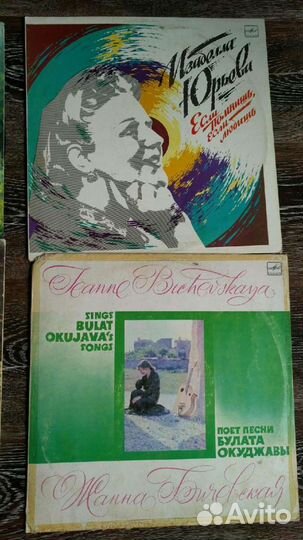 Изабелла
Юрьева
Если
помнишь,
если
любишь
Jeanne Bichevskaya
SINGS
BULAT
OKUJAVA's
SONGS
ПОЕТ ПЕСНИ
БУЛАТА
ОКУДЖАВЫ
Жанна Бичевская
Avito